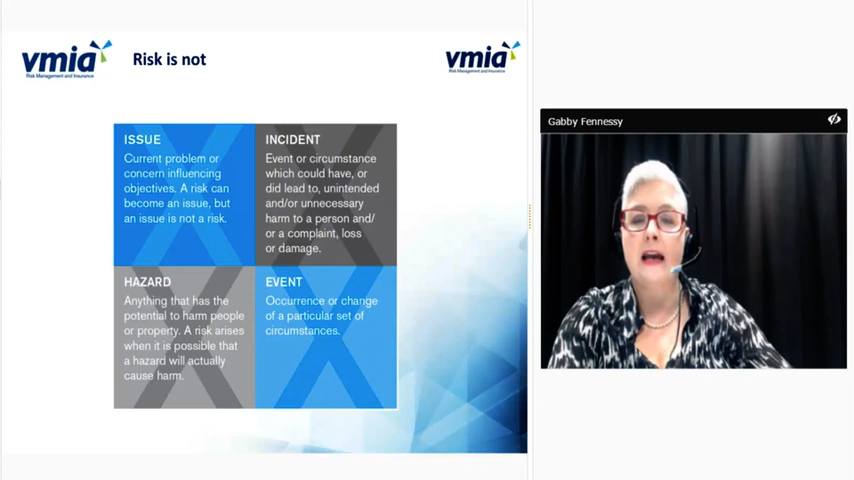 vmia
Risk Management and Insurance
Risk is not
vmia
Risk Management and Insurance
ISSUE
Current problem or
concern influencing
objectives. A risk can
become an issue, but
an issue is not a risk.
INCIDENT
Event or circumstance
which could have, or
did lead to, unintended
and/or unnecessary
harm to a person and/
or a complaint, loss
or damage.
HAZARD
Anything that has the
potential to harm people
or property. A risk arises
when it is possible that
a hazard will actually
cause harm.
EVENT
Occurrence or change
of a particular set of
circumstances.
Gabby Fennessy